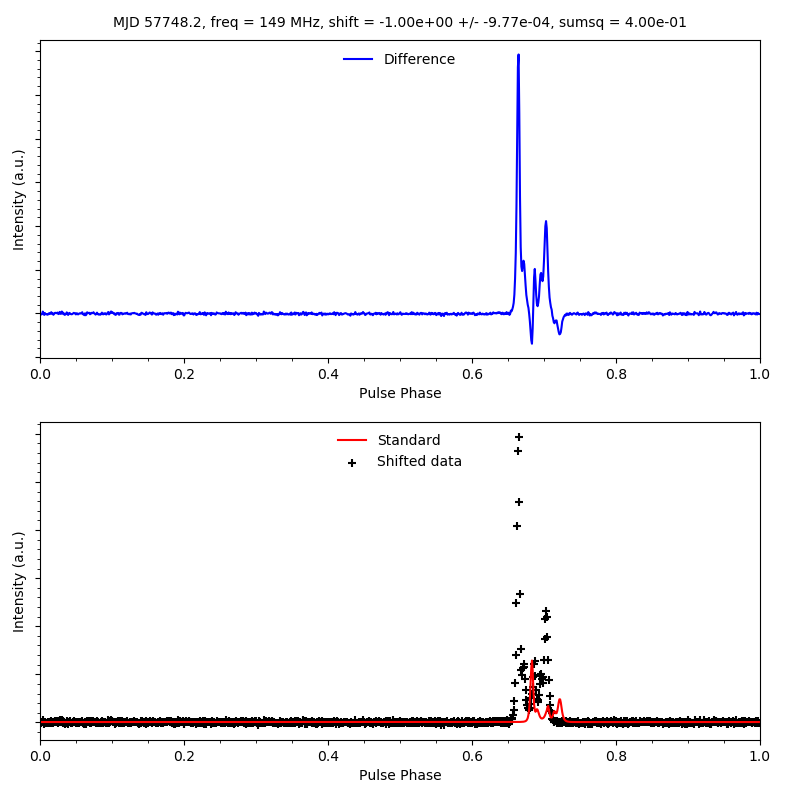 MJD 57748.2, freq = 149 MHz, shift = -1.00e+00 +/- -9.77e-04, sumsq = 4.00e-01
Difference
Intensity (a.u.)
0.0 0.2 0.4 0.6 0.8 1.0
Pulse Phase
Standard
Shifted data
Intensity (a.u.)
0.0 0.2 0.4 0.6 0.8 1.0
Pulse Phase